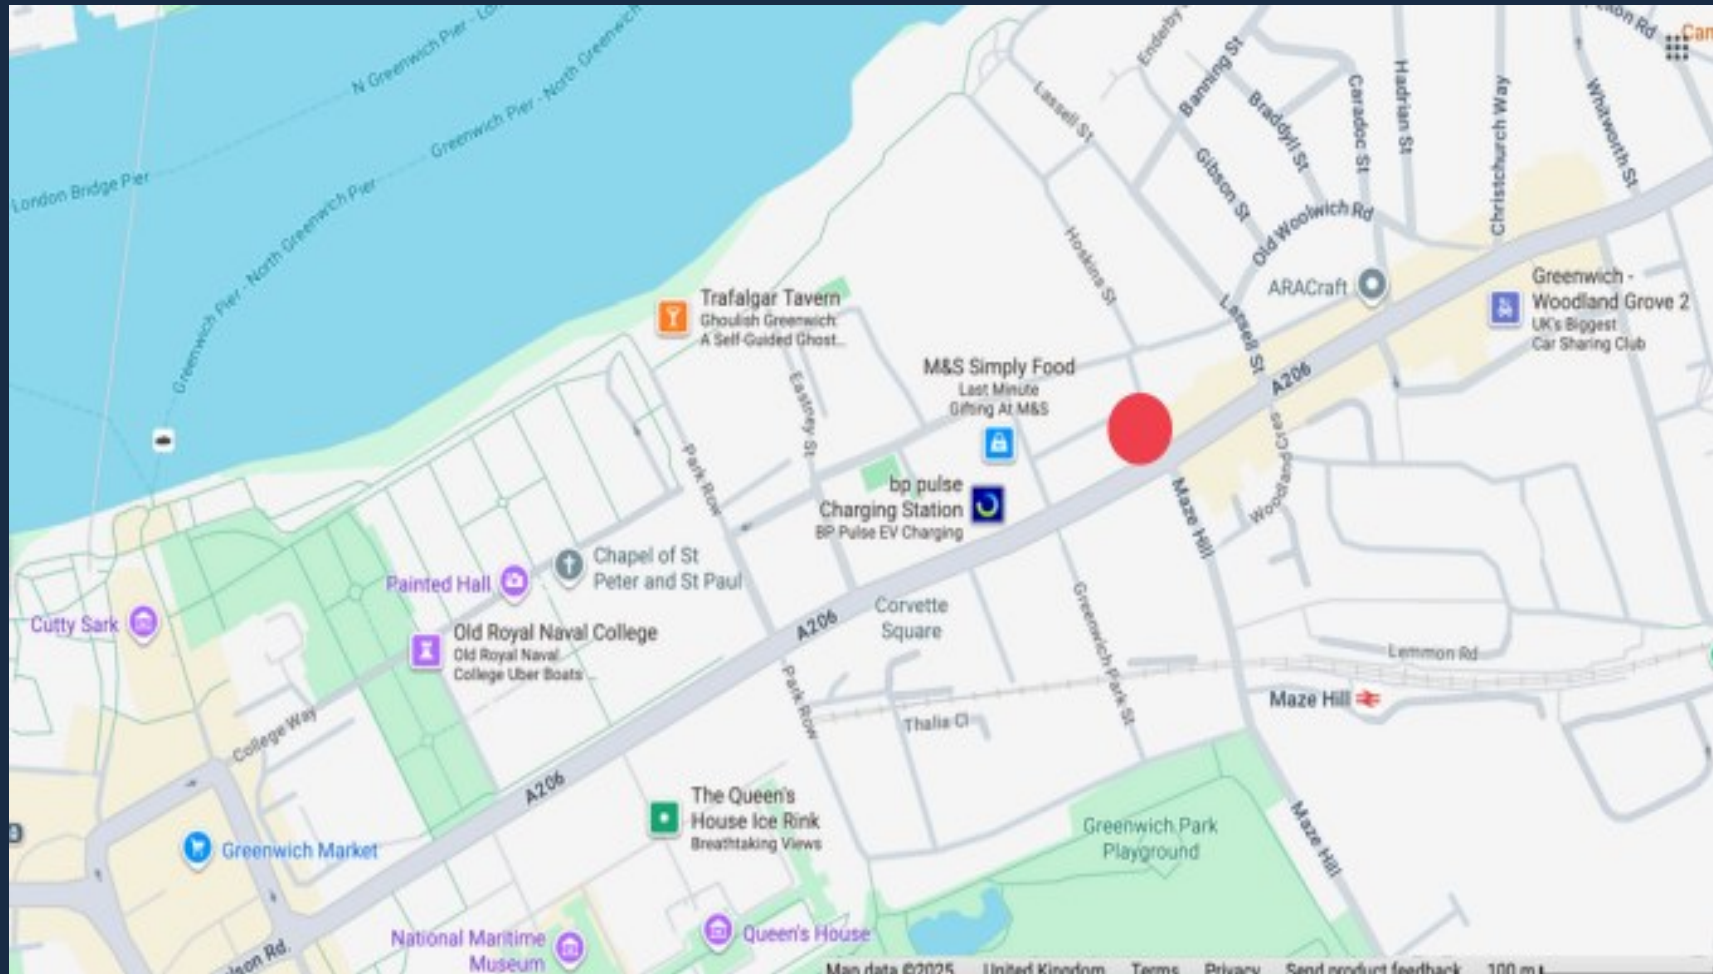 N Greenwich Pier - Lon
Greenwich Pier - North Greenwich
London Bridge Pier
Greenwich Pier - North Greenwich Pier
Enderby
Banning St
Lassell St
Braddyll St
Gibson St
Caradoc St
Hadrian St
Christchurch Way
Whitworth St
Rd
Can
Old Woolwich Rd
Hoskins St
Lassell St
ARACraft
Greenwich -
Woodland Grove 2
UK's Biggest
Car Sharing Club
Trafalgar Tavern
Ghoulish Greenwich:
A Self-Guided Ghost...
M&S Simply Food
Last Minute
Gifting At M&S
A206
Eastney St
Park Row
bp pulse
Charging Station
BP Pulse EV Charging
Maze Hill
Woodland Cres
Chapel of St
Peter and St Paul
Painted Hall
Cutty Sark
Old Royal Naval College
Old Royal Naval
College Uber Boats ...
A206
Corvette
Square
Greenwich Park St
Lemmon Rd
Maze Hill
Park Row
Thalia Cl
College Way
A206
The Queen's
House Ice Rink
Breathtaking Views
Greenwich Park
Playground
Maze Hill
Greenwich Market
National Maritime
Museum
Queen's House
lson Rd
Map data ©2025 United Kingdom Terms Privacy Send product feedback 100 m